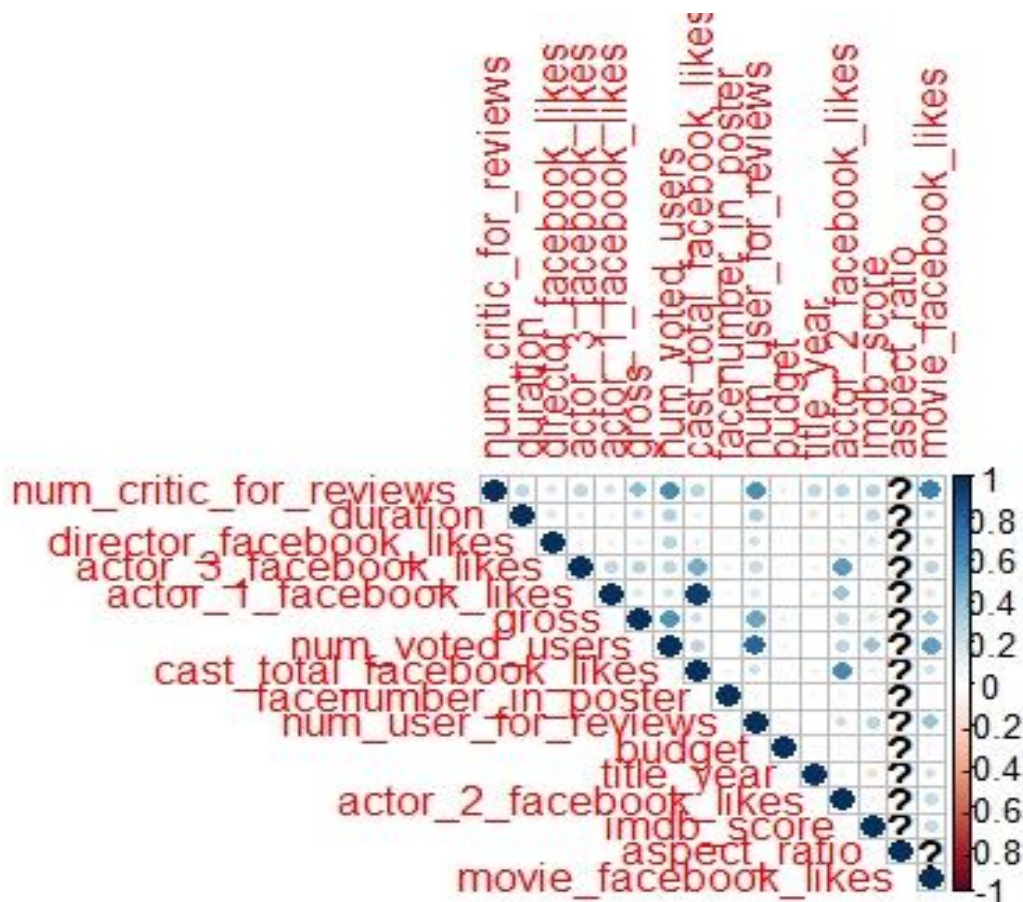 num_critic_for_reviews
duration
director_facebook_likes
actor_3_facebook_likes
actor_1_facebook_likes
gross
num_voted_users
cast_total_facebook_likes
facenumber_in_poster
num_user_for_reviews
budget
title_year
actor_2_facebook_likes
imdb_score
aspect_ratio
movie_facebook_likes
num_critic_for_reviews ? 1
duration ? 0.8
director_facebook_likes ?
actor_3_facebook_likes ? 0.6
actor_1_facebook_likes ?
gross ? 0.4
num_voted_users ? 0.2
cast_total_facebook_likes ?
facenumber_in_poster ? 0
num_user_for_reviews ? -0.2
budget ?
title_year ? -0.4
actor_2_facebook_likes ? -0.6
imdb_score ?
aspect_ratio ? -0.8
movie_facebook_likes -1